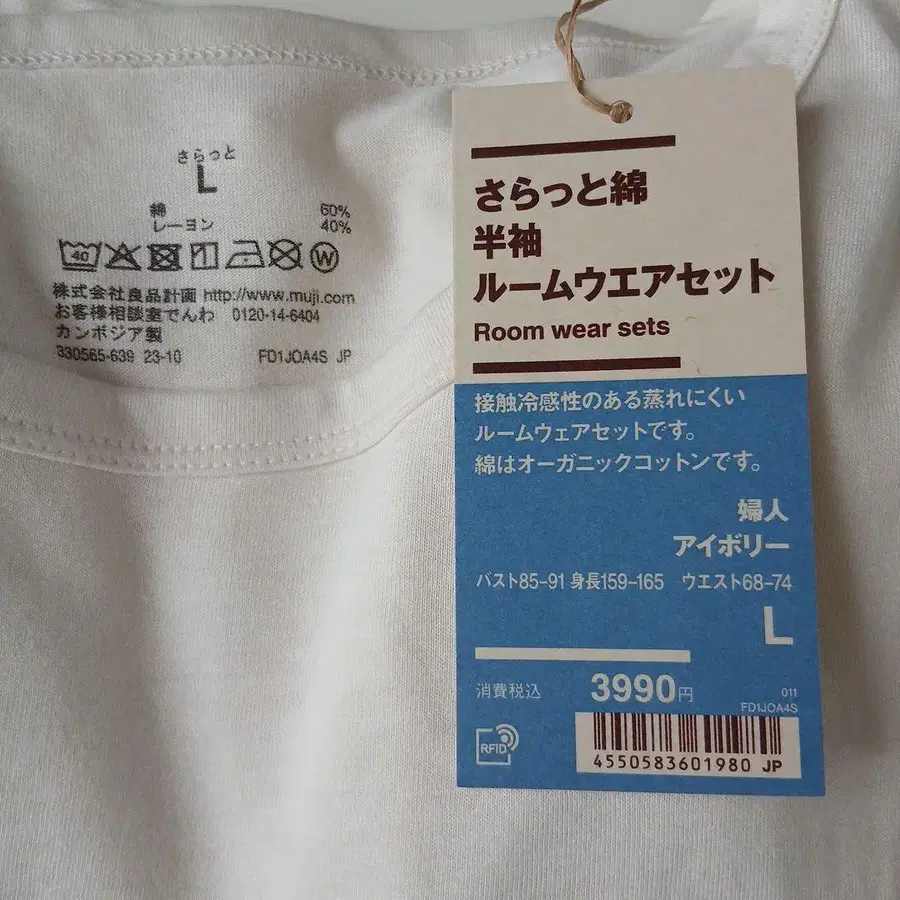 さらっと
L
綿 60%
レーヨン 40%
40 W
株式会社良品計画 http://www.muji.com
お客様相談室でんわ 0120-14-6404
カンボジア製
330565-639 23-10 FD1JOA4S JP
さらっと綿
半袖
ルームウエアセット
Room wear sets
接触冷感性のある蒸れにくい
ルームウェアセットです。
綿はオーガニックコットンです。
婦人
アイボリー
バスト85-91 身長159-165 ウエスト68-74
L
消費税込 3990円
011
FD1JOA4S
RFID
4550583601980 JP